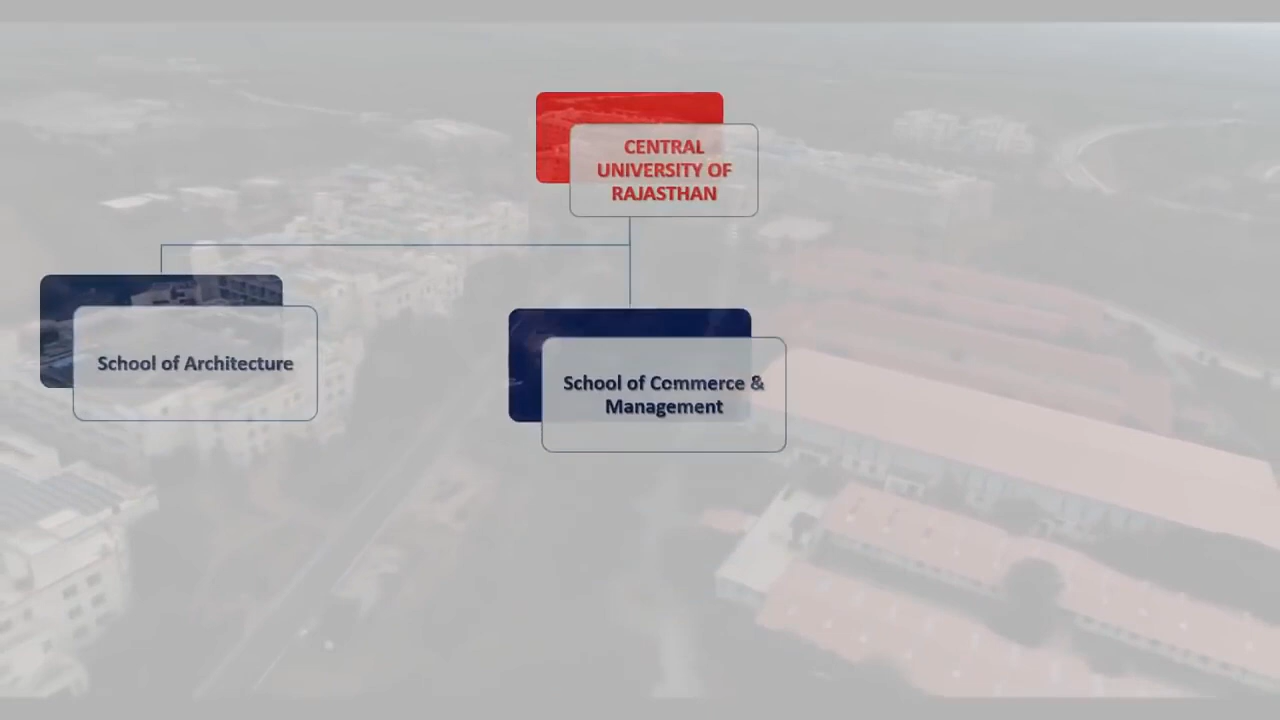 CENTRAL
UNIVERSITY OF
RAJASTHAN
School of Architecture
School of Commerce &
Management